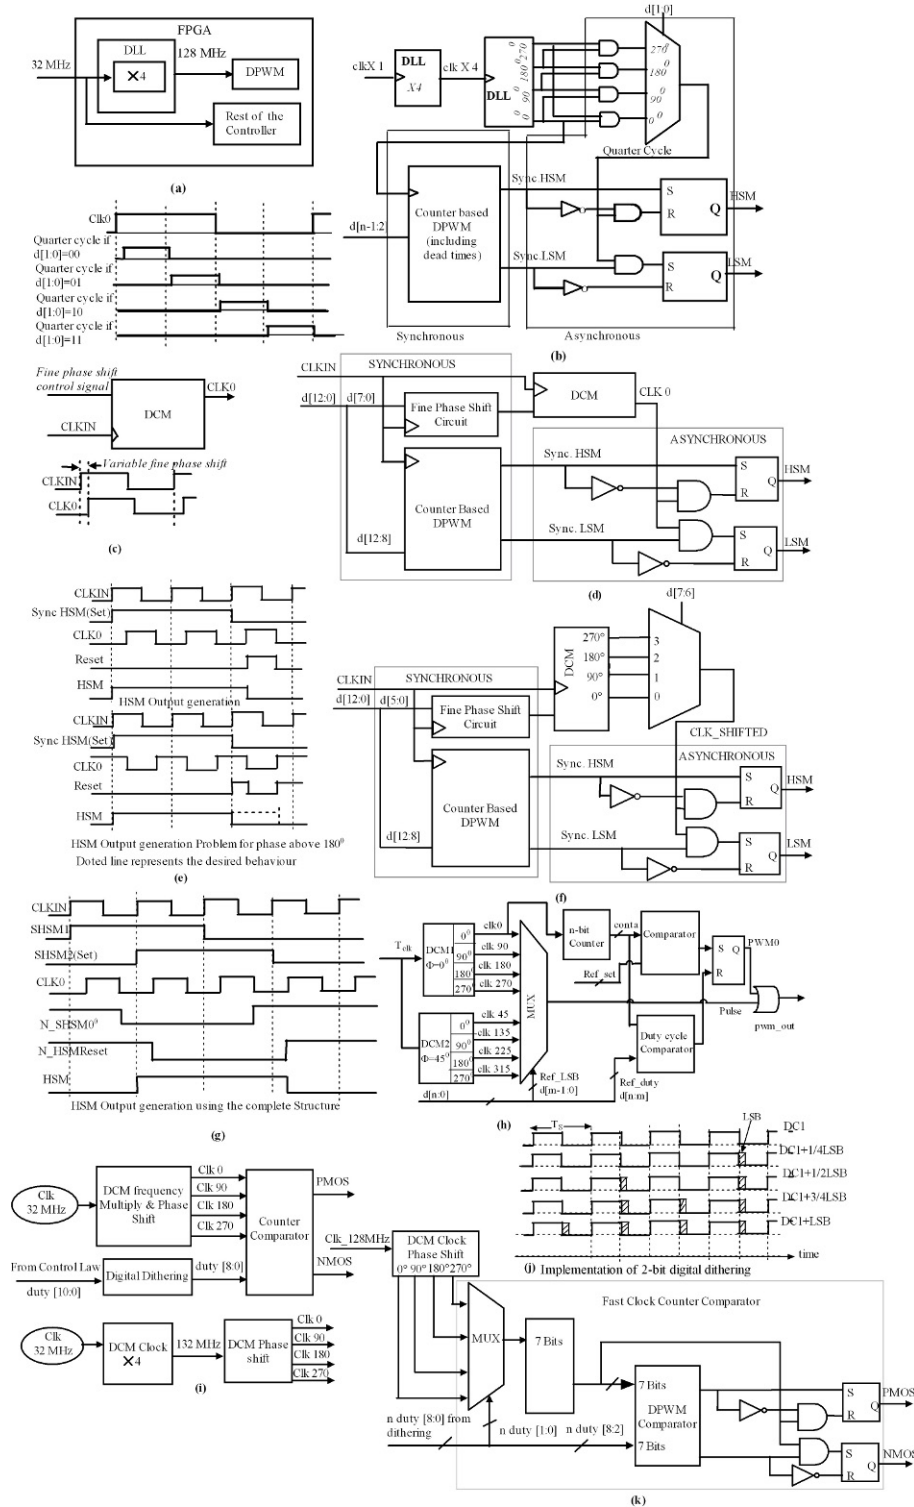 FPGA
DLL
128 MHz
32 MHz
×4
DPWM
Rest of the
Controller
(a)
d[1:0]
clkX 1
DLL
X4
clk X 4
DLL
0 90 180 270
270
180
90
0
Quarter Cycle
Sync.HSM
Counter based
DPWM
(including
dead times)
d[n-1:2]
Sync.LSM
S
R
Q
HSM
S
R
Q
LSM
Synchronous
Asynchronous
(b)
Clk0
Quarter cycle if
d[1:0]=00
Quarter cycle if
d[1:0]=01
Quarter cycle if
d[1:0]=10
Quarter cycle if
d[1:0]=11
Fine phase shift
control signal
CLK0
DCM
CLKIN
Variable fine phase shift
CLKIN
CLK0
(c)
CLKIN
SYNCHRONOUS
d[12:0]
d[7:0]
Fine Phase Shift
Circuit
DCM
CLK 0
ASYNCHRONOUS
Sync. HSM
Counter Based
DPWM
Sync. LSM
d[12:8]
S
Q
R
HSM
S
Q
R
LSM
(d)
CLKIN
Sync HSM(Set)
CLK0
Reset
HSM
HSM Output generation
CLKIN
Sync HSM(Set)
CLK0
Reset
HSM
HSM Output generation Problem for phase above 180⁰
Doted line represents the desired behaviour
(e)
d[7:6]
DCM
270° 3
180° 2
90° 1
0° 0
CLKIN
SYNCHRONOUS
d[12:0]
d[5:0]
Fine Phase Shift
Circuit
CLK_SHIFTED
ASYNCHRONOUS
Sync. HSM
Counter Based
DPWM
Sync. LSM
d[12:8]
S
Q
R
HSM
S
Q
R
LSM
(f)
CLKIN
SHSM1
SHSM2(Set)
CLK0
N_SHSM0⁰
N_HSMReset
HSM
HSM Output generation using the complete Structure
(g)
Tclk
DCM1
Φ=0⁰
0⁰ clk0
90⁰ clk 90
180⁰ clk 180
270⁰ clk 270
DCM2
Φ=45⁰
0⁰ clk 45
90⁰ clk 135
180⁰ clk 225
270⁰ clk 315
MUX
n-bit
Counter
conta
Comparator
Ref_set
S Q
R
PWM0
Pulse
pwm_out
Duty cycle
Comparator
Ref_LSB
d[m-1:0]
Ref_duty
d[n:m]
d[n:0]
(h)
Clk
32 MHz
DCM frequency
Multiply & Phase
Shift
Clk 0
Clk 90
Clk 180
Clk 270
Counter
Comparator
PMOS
NMOS
From Control Law
duty [10:0]
Digital Dithering
duty [8:0]
Clk
32 MHz
DCM Clock
×4
132 MHz
DCM Phase
shift
Clk 0
Clk 90
Clk 180
Clk 270
(i)
TS
LSB
DC1
DC1+1/4LSB
DC1+1/2LSB
DC1+3/4LSB
DC1+LSB
time
(j) Implementation of 2-bit digital dithering
Clk_128MHz
DCM Clock
Phase Shift
0° 90° 180° 270°
Fast Clock Counter Comparator
MUX
7 Bits
7 Bits
DPWM
Comparator
7 Bits
n duty [8:0] from
dithering
n duty [1:0]
n duty [8:2]
S
Q
R
PMOS
S
Q
R
NMOS
(k)